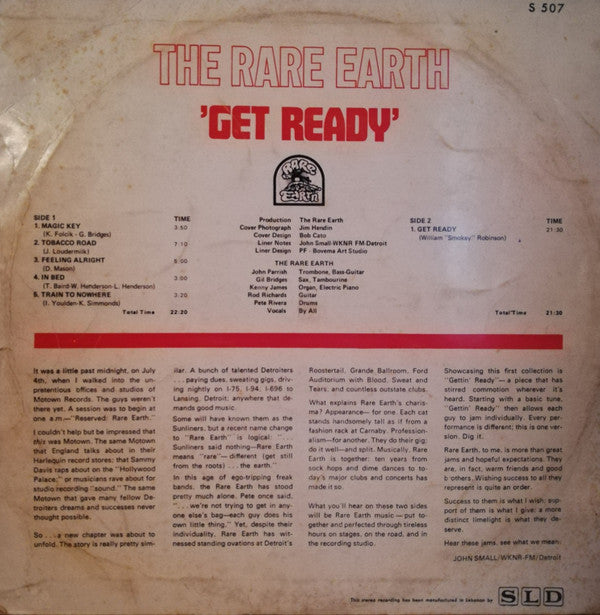 S 507
THE RARE EARTH
'GET READY'
RARE
EARTH
SIDE 1 TIME
1. MAGIC KEY 3:50
(K. Folcik - G. Bridges)
2. TOBACCO ROAD 7:10
(J. Loudermilk)
3. FEELING ALRIGHT 5:00
(D. Mason)
4. IN BED
(T. Baird-W. Henderson-L. Henderson)
5. TRAIN TO NOWHERE 3:20
(I. Youlden-K. Simmonds)
Total Time 22:20
Production The Rare Earth
Cover Photograph Jim Hendin
Cover Design Bob Cato
Liner Notes John Small-WKNR FM-Detroit
Liner Design PF - Bovema Art Studio
THE RARE EARTH
John Parrish Trombone, Bass-Guitar
Gil Bridges Sax, Tambourine
Kenny James Organ, Electric Piano
Rod Richards Guitar
Pete Rivera Drums
Vocals By All
SIDE 2 TIME
1. GET READY 21:30
(William "Smokey" Robinson)
Total Time 21:30
It was a little past midnight, on July
4th, when I walked into the un-
pretentious offices and studios of
Motown Records. The guys weren't
there yet. A session was to begin at
one a.m.—"Reserved: Rare Earth."
I couldn't help but be impressed that
this was Motown. The same Motown
that England talks about in their
Harlequin record stores; that Sammy
Davis raps about on the "Hollywood
Palace;" or musicians rave about for
studio recording "sound." The same
Motown that gave many fellow De-
troiters dreams and successes never
thought possible.
So . . . a new chapter was about to
unfold. The story is really pretty sim-
ilar. A bunch of talented Detroiters
. . . paying dues, sweating gigs, driv-
ing nightly on I-75, I-94, I-696 to
Lansing, Detroit: anywhere that de-
mands good music.
Some will have known them as the
Sunliners, but a recent name change
to "Rare Earth" is logical: ". . .
Sunliners said nothing—Rare Earth
means 'rare'— different (get still
from the roots) . . . the earth."
In this age of ego-tripping freak
bands, the Rare Earth has stood
pretty much alone. Pete once said,
". . .we're not trying to get in any-
one else's bag—each guy does his
own little thing." Yet, despite their
individuality, Rare Earth has wit-
nessed standing ovations at Detroit's
Roostertail, Grande Ballroom, Ford
Auditorium with Blood, Sweat and
Tears; and countless outstate clubs.
What explains Rare Earth's charis-
ma? Appearance— for one. Each cat
stands handsomely tall as if from a
fashion rack at Carnaby. Profession-
alism—for another. They do their gig;
do it well—and split. Musically, Rare
Earth is together: ten years from
sock hops and dime dances to to-
day's major clubs and concerts has
made it so.
What you'll hear on these two sides
will be Rare Earth music—put to-
gether and perfected through tireless
hours on stages, on the road, and in
the recording studio.
Showcasing this first collection is
"Gettin' Ready"—a piece that has
stirred commotion wherever it's
heard. Starting with a basic tune,
"Gettin' Ready" then allows each
guy to jam individually. Every per-
formance is different; this is one ver-
sion. Dig it.
Rare Earth, to me, is more than great
jams and hopeful expectations. They
are, in fact, warm friends and good
brothers. Wishing success to all they
represent is quite an order.
Success to them is what I wish; sup-
port of them is what I give; a more
distinct limelight is what they de-
serve.
Hear these jams, see what we mean.
JOHN SMALL/WKNR-FM/Detroit
This stereo recording has been manufactured in Lebanon by SLD